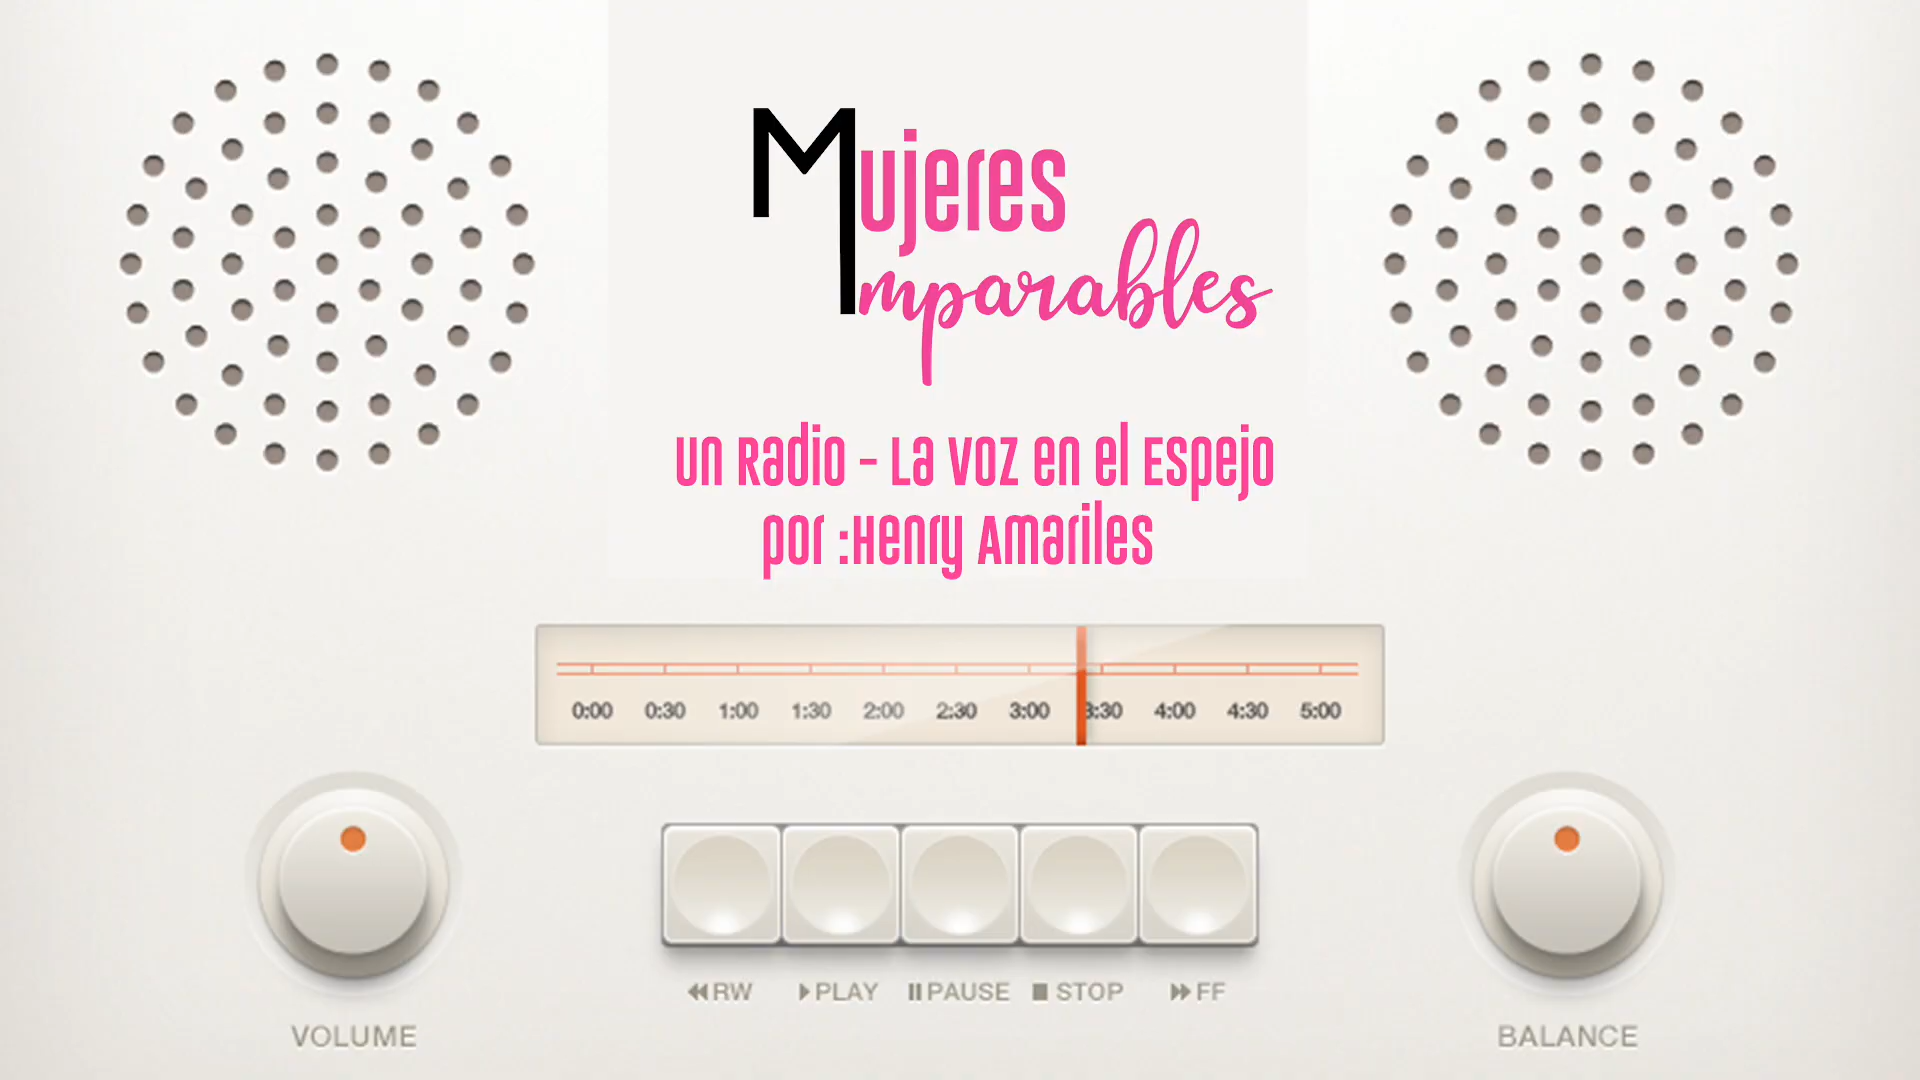 Mujeres
Imparables
Un Radio - La Voz en el Espejo
por :Henry Amariles
0:00 0:30 1:00 1:30 2:00 2:30 3:00 3:30 4:00 4:30 5:00
RW PLAY PAUSE STOP FF
VOLUME BALANCE